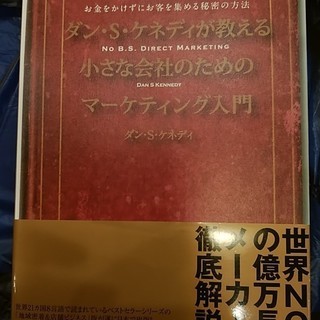 お金をかけずにお客を集める秘密の方法
ダン・S・ケネディが教える
NO B.S. DIRECT MARKETING
小さな会社のための
DAN S KENNEDY
マーケティング入門
ダン・S・ケネディ
世界NO
の億万長
メーカー
徹底解説